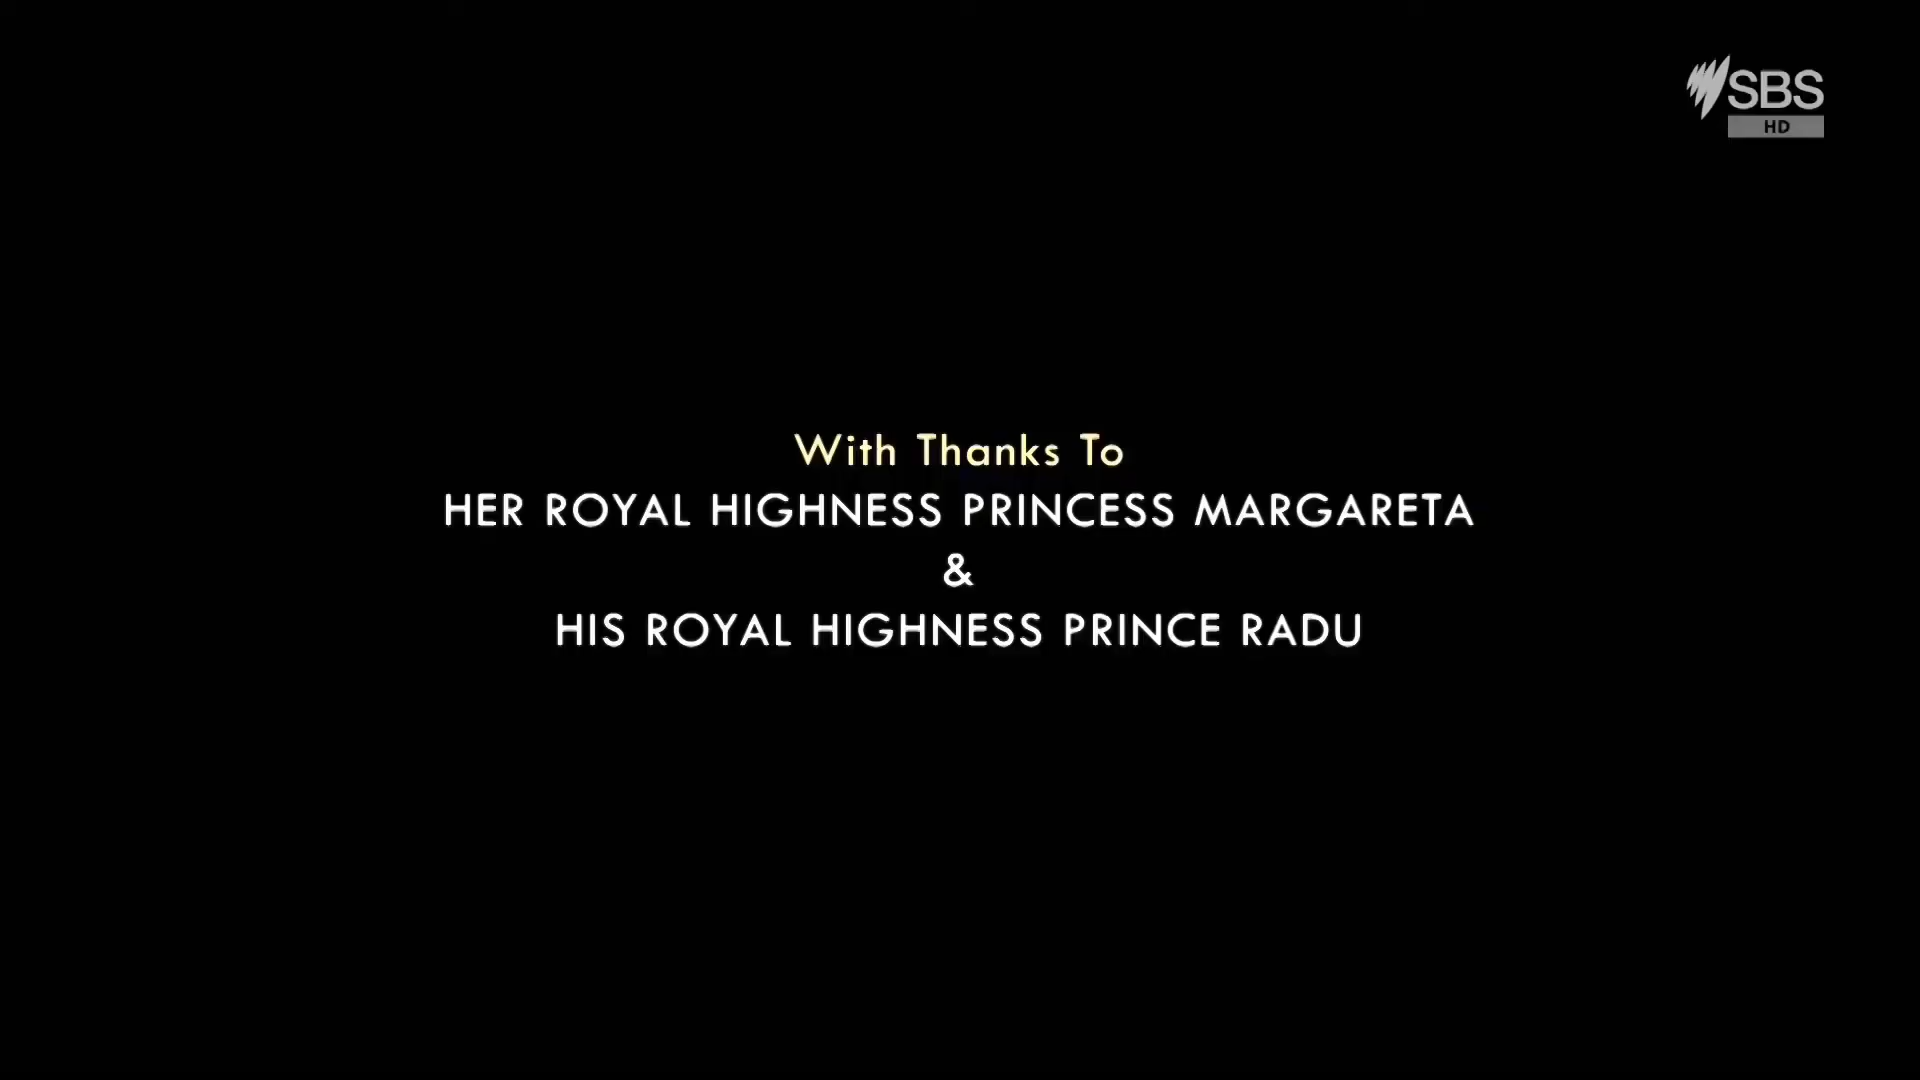 SBS
HD
With Thanks To
HER ROYAL HIGHNESS PRINCESS MARGARETA
&
HIS ROYAL HIGHNESS PRINCE RADU